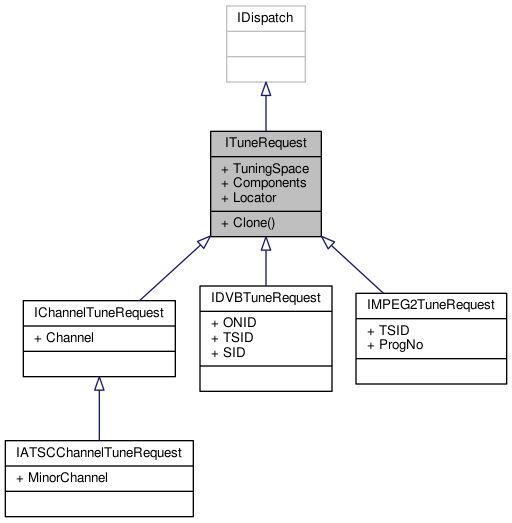 IDispatch
ITuneRequest
+ TuningSpace
+ Components
+ Locator
+ Clone()
IChannelTuneRequest
+ Channel
IDVBTuneRequest
+ ONID
+ TSID
+ SID
IMPEG2TuneRequest
+ TSID
+ ProgNo
IATSCChannelTuneRequest
+ MinorChannel